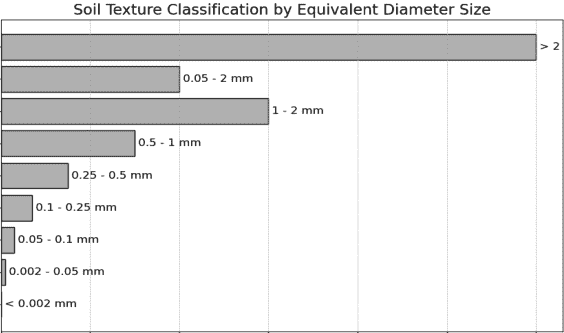 Soil Texture Classification by Equivalent Diameter Size
> 2
0.05 - 2 mm
1 - 2 mm
0.5 - 1 mm
0.25 - 0.5 mm
0.1 - 0.25 mm
0.05 - 0.1 mm
0.002 - 0.05 mm
< 0.002 mm